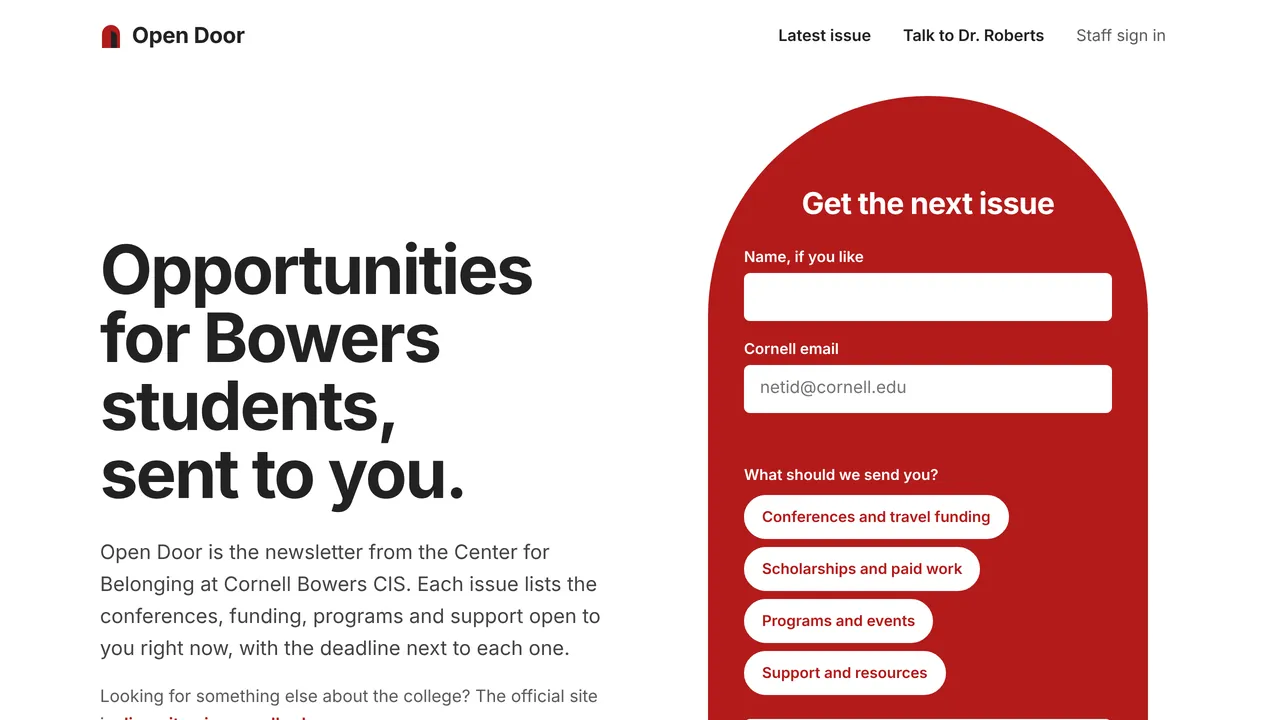 Open Door
Latest issue
Talk to Dr. Roberts
Staff sign in
Opportunities
for Bowers
students,
sent to you.
Open Door is the newsletter from the Center for
Belonging at Cornell Bowers CIS. Each issue lists the
conferences, funding, programs and support open to
you right now, with the deadline next to each one.
Looking for something else about the college? The official site
Get the next issue
Name, if you like
Cornell email
netid@cornell.edu
What should we send you?
Conferences and travel funding
Scholarships and paid work
Programs and events
Support and resources